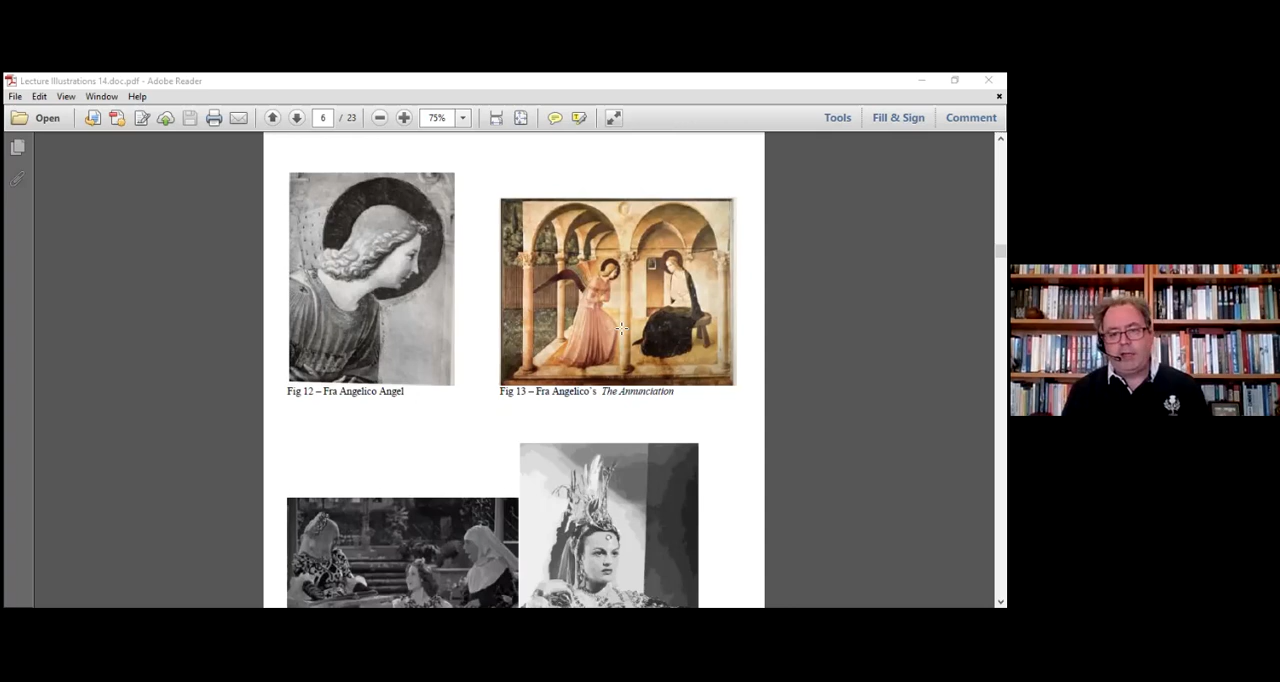 Lecture Illustrations 14.doc.pdf - Adobe Reader
File Edit View Window Help
Open 6 / 23 75% Tools Fill & Sign Comment
Fig 12 – Fra Angelico Angel
Fig 13 – Fra Angelico's The Annunciation